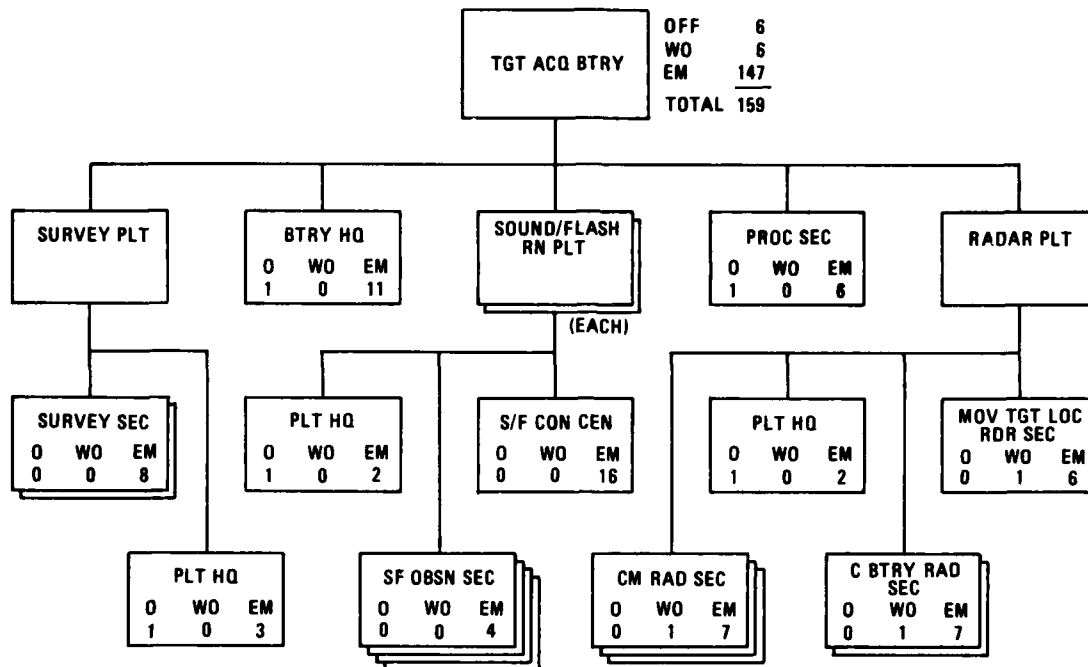 TGT ACQ BTRY
OFF 6
WO 6
EM 147
TOTAL 159
SURVEY PLT
BTRY HQ
O WO EM
1 0 11
SOUND/FLASH
RN PLT
(EACH)
PROC SEC
O WO EM
1 0 6
RADAR PLT
SURVEY SEC
O WO EM
0 0 8
PLT HQ
O WO EM
1 0 2
S/F CON CEN
O WO EM
0 0 16
PLT HQ
O WO EM
1 0 2
MOV TGT LOC
RDR SEC
O WO EM
0 1 6
PLT HQ
O WO EM
1 0 3
SF OBSN SEC
O WO EM
0 0 4
CM RAD SEC
O WO EM
0 1 7
C BTRY RAD
SEC
O WO EM
0 1 7